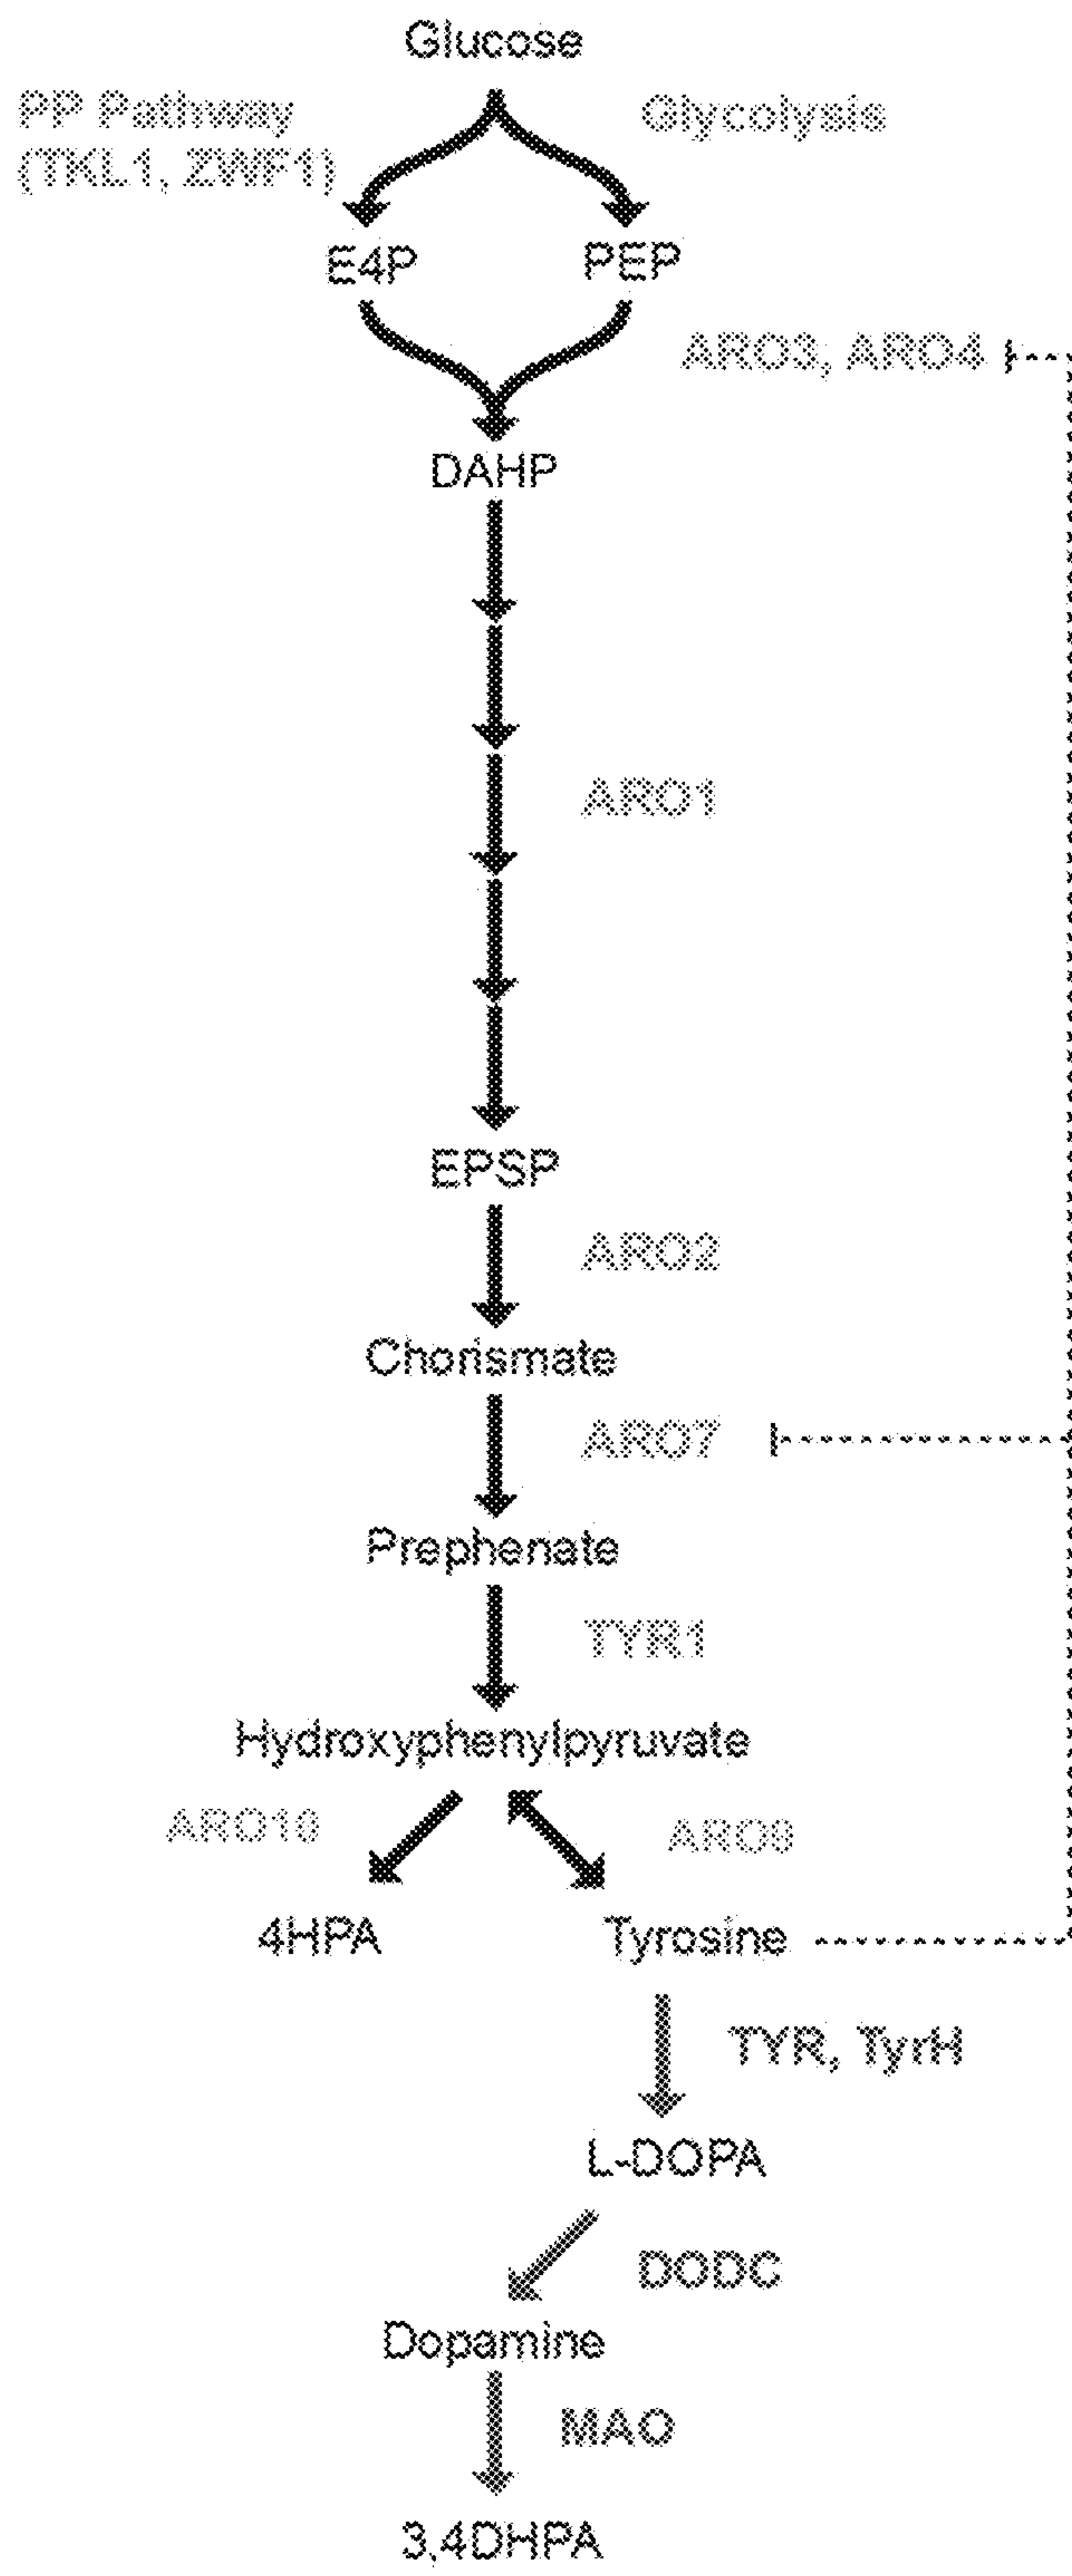 Glucose
PP Pathway
(TKL1, ZWF1)
Glycolysis
E4P
PEP
ARO3, ARO4
DAHP
ARO1
EPSP
ARO2
Chorismate
ARO7
Prephenate
TYR1
Hydroxyphenylpyruvate
ARO10
ARO9
4HPA
Tyrosine
TYR, TyrH
L-DOPA
DODC
Dopamine
MAO
3,4DHPA